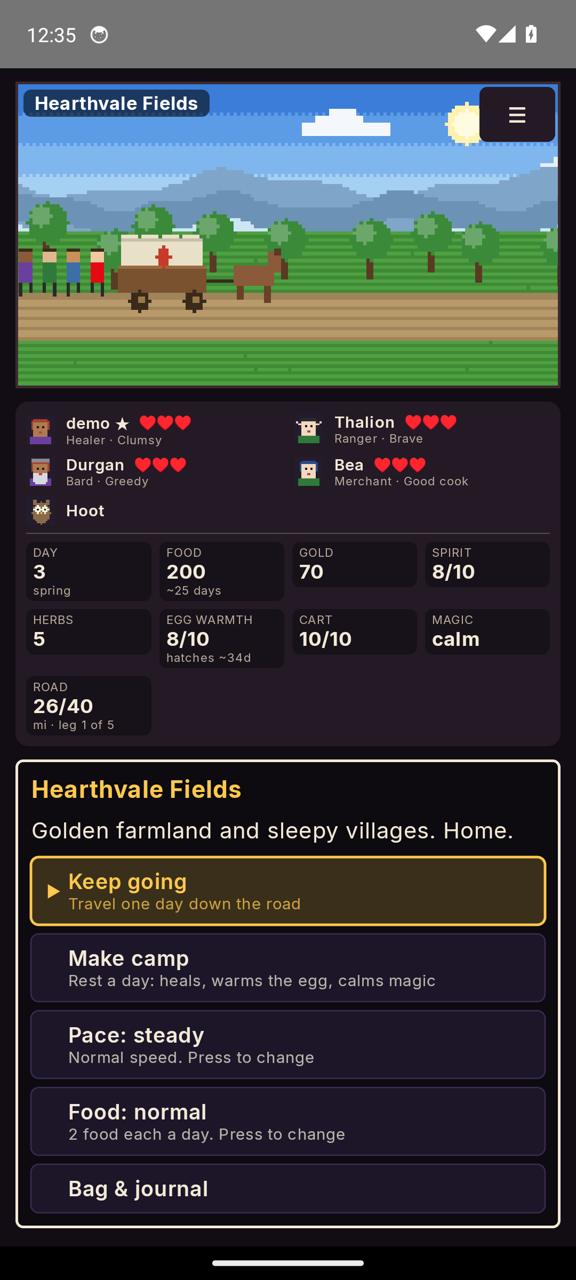 12:35
Hearthvale Fields
☰
demo ★ ❤❤❤
Healer · Clumsy
Thalion ❤❤❤
Ranger · Brave
Durgan ❤❤❤
Bard · Greedy
Bea ❤❤❤
Merchant · Good cook
Hoot
DAY
3
spring
FOOD
200
~25 days
GOLD
70
SPIRIT
8/10
HERBS
5
EGG WARMTH
8/10
hatches ~34d
CART
10/10
MAGIC
calm
ROAD
26/40
mi · leg 1 of 5
Hearthvale Fields
Golden farmland and sleepy villages. Home.
▶ Keep going
Travel one day down the road
Make camp
Rest a day: heals, warms the egg, calms magic
Pace: steady
Normal speed. Press to change
Food: normal
2 food each a day. Press to change
Bag & journal